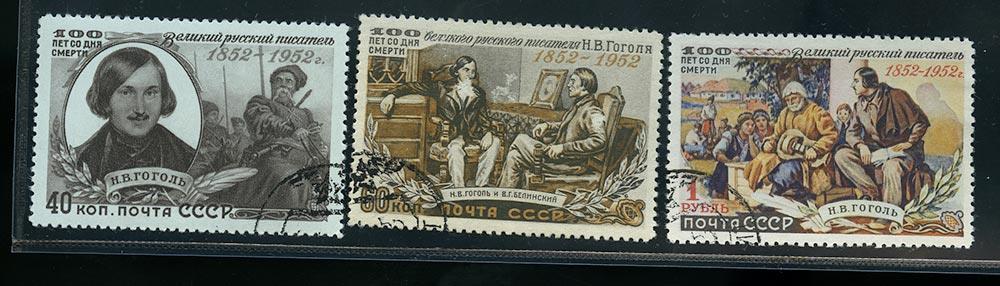 100
ЛЕТ СО ДНЯ
СМЕРТИ
Великий русский писатель
1852-1952г.
Н.В.ГОГОЛЬ
40 КОП. ПОЧТА СССР
100
ЛЕТ СО ДНЯ
СМЕРТИ
великого русского писателя Н.В.Гоголя
1852-1952
Н.В.ГОГОЛЬ и В.Г.БЕЛИНСКИЙ
60 КОП. ПОЧТА СССР
100
ЛЕТ СО ДНЯ
СМЕРТИ
Великий русский писатель
1852-1952г.
1
РУБЛЬ
Н.В.ГОГОЛЬ
ПОЧТА СССР